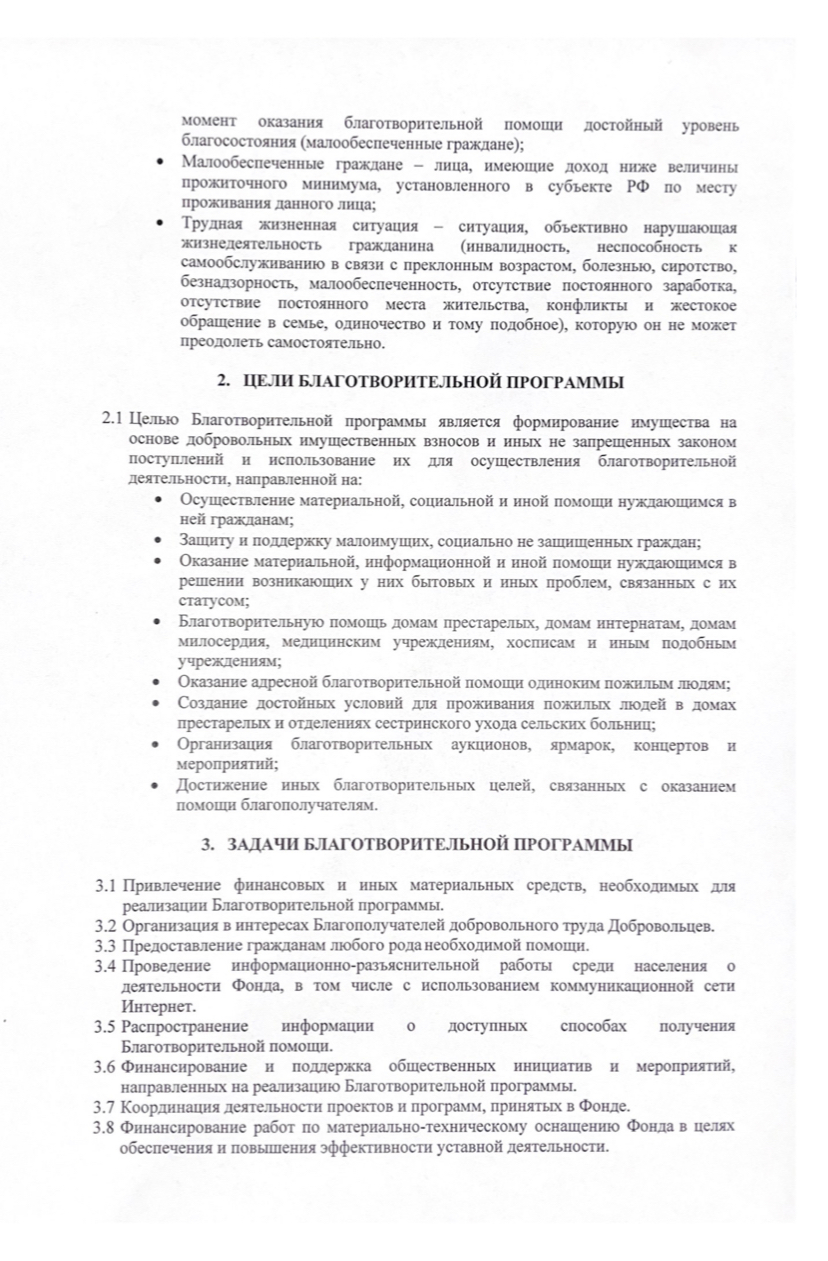 момент оказания благотворительной помощи достойный уровень
благосостояния (малообеспеченные граждане);
• Малообеспеченные граждане – лица, имеющие доход ниже величины
прожиточного минимума, установленного в субъекте РФ по месту
проживания данного лица;
• Трудная жизненная ситуация – ситуация, объективно нарушающая
жизнедеятельность гражданина (инвалидность, неспособность к
самообслуживанию в связи с преклонным возрастом, болезнью, сиротство,
безнадзорность, малообеспеченность, отсутствие постоянного заработка,
отсутствие постоянного места жительства, конфликты и жестокое
обращение в семье, одиночество и тому подобное), которую он не может
преодолеть самостоятельно.
2. ЦЕЛИ БЛАГОТВОРИТЕЛЬНОЙ ПРОГРАММЫ
2.1 Целью Благотворительной программы является формирование имущества на
основе добровольных имущественных взносов и иных не запрещенных законом
поступлений и использование их для осуществления благотворительной
деятельности, направленной на:
• Осуществление материальной, социальной и иной помощи нуждающимся в
ней гражданам;
• Защиту и поддержку малоимущих, социально не защищенных граждан;
• Оказание материальной, информационной и иной помощи нуждающимся в
решении возникающих у них бытовых и иных проблем, связанных с их
статусом;
• Благотворительную помощь домам престарелых, домам интернатам, домам
милосердия, медицинским учреждениям, хосписам и иным подобным
учреждениям;
• Оказание адресной благотворительной помощи одиноким пожилым людям;
• Создание достойных условий для проживания пожилых людей в домах
престарелых и отделениях сестринского ухода сельских больниц;
• Организация благотворительных аукционов, ярмарок, концертов и
мероприятий;
• Достижение иных благотворительных целей, связанных с оказанием
помощи благополучателям.
3. ЗАДАЧИ БЛАГОТВОРИТЕЛЬНОЙ ПРОГРАММЫ
3.1 Привлечение финансовых и иных материальных средств, необходимых для
реализации Благотворительной программы.
3.2 Организация в интересах Благополучателей добровольного труда Добровольцев.
3.3 Предоставление гражданам любого рода необходимой помощи.
3.4 Проведение информационно-разъяснительной работы среди населения о
деятельности Фонда, в том числе с использованием коммуникационной сети
Интернет.
3.5 Распространение информации о доступных способах получения
Благотворительной помощи.
3.6 Финансирование и поддержка общественных инициатив и мероприятий,
направленных на реализацию Благотворительной программы.
3.7 Координация деятельности проектов и программ, принятых в Фонде.
3.8 Финансирование работ по материально-техническому оснащению Фонда в целях
обеспечения и повышения эффективности уставной деятельности.